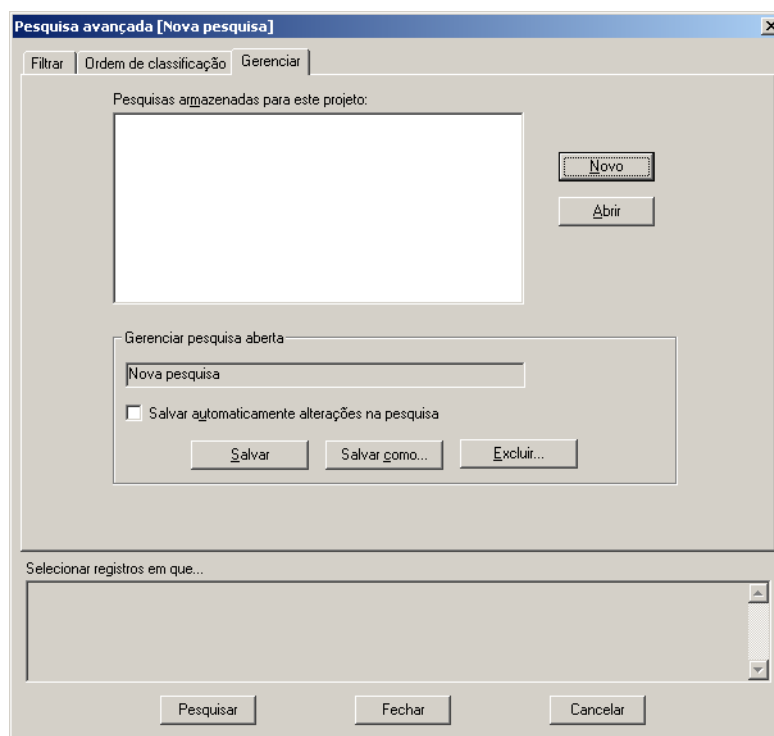 Pesquisa avançada [Nova pesquisa]
Filtrar Ordem de classificação Gerenciar
Pesquisas armazenadas para este projeto:
Novo
Abrir
Gerenciar pesquisa aberta
Nova pesquisa
Salvar automaticamente alterações na pesquisa
Salvar Salvar como... Excluir...
Selecionar registros em que...
Pesquisar Fechar Cancelar